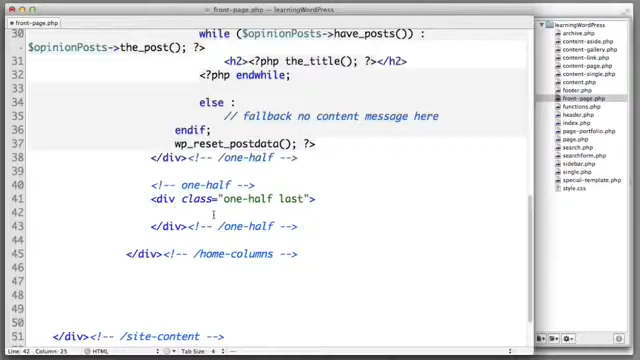 front-page.php — learningWordPress
front-page.php
30 while ($opinionPosts->have_posts()) :
$opinionPosts->the_post(); ?>
31 <h2><?php the_title(); ?></h2>
32 <?php endwhile;
33
34 else :
35 // fallback no content message here
36 endif;
37 wp_reset_postdata(); ?>
38 </div><!-- /one-half -->
39
40 <!-- one-half -->
41 <div class="one-half last">
42
43 </div><!-- /one-half -->
44
45 </div><!-- /home-columns -->
46
47
48
49
50
51 </div><!-- /site-content -->
Line: 42 Column: 25 HTML Tab Size: 4 —
learningWordPress
archive.php
content-aside.php
content-gallery.php
content-link.php
content-page.php
content-single.php
content.php
footer.php
front-page.php
functions.php
header.php
index.php
page-portfolio.php
page.php
search.php
searchform.php
sidebar.php
single.php
special-template.php
style.css